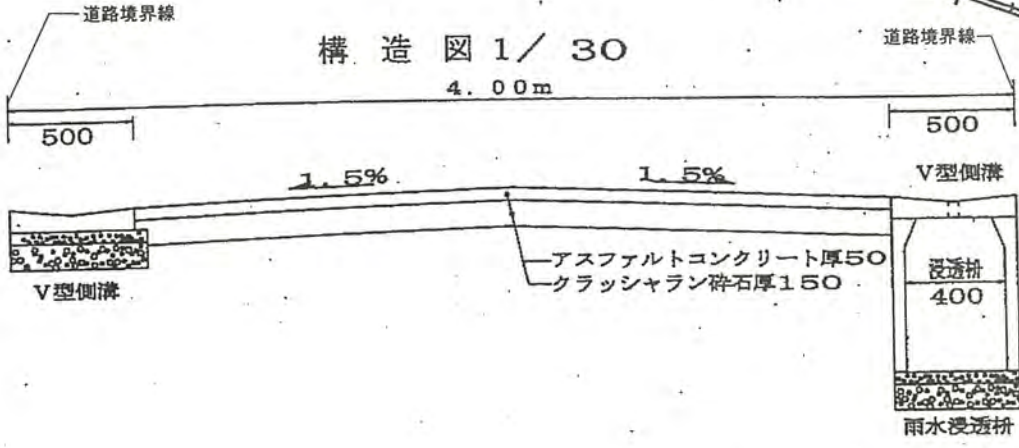 道路境界線
道路境界線
構造図1/30
4.00m
500
500
1.5%
1.5%
V型側溝
アスファルトコンクリート厚50
クラッシャラン砕石厚150
V型側溝
浸透桝
400
雨水浸透桝